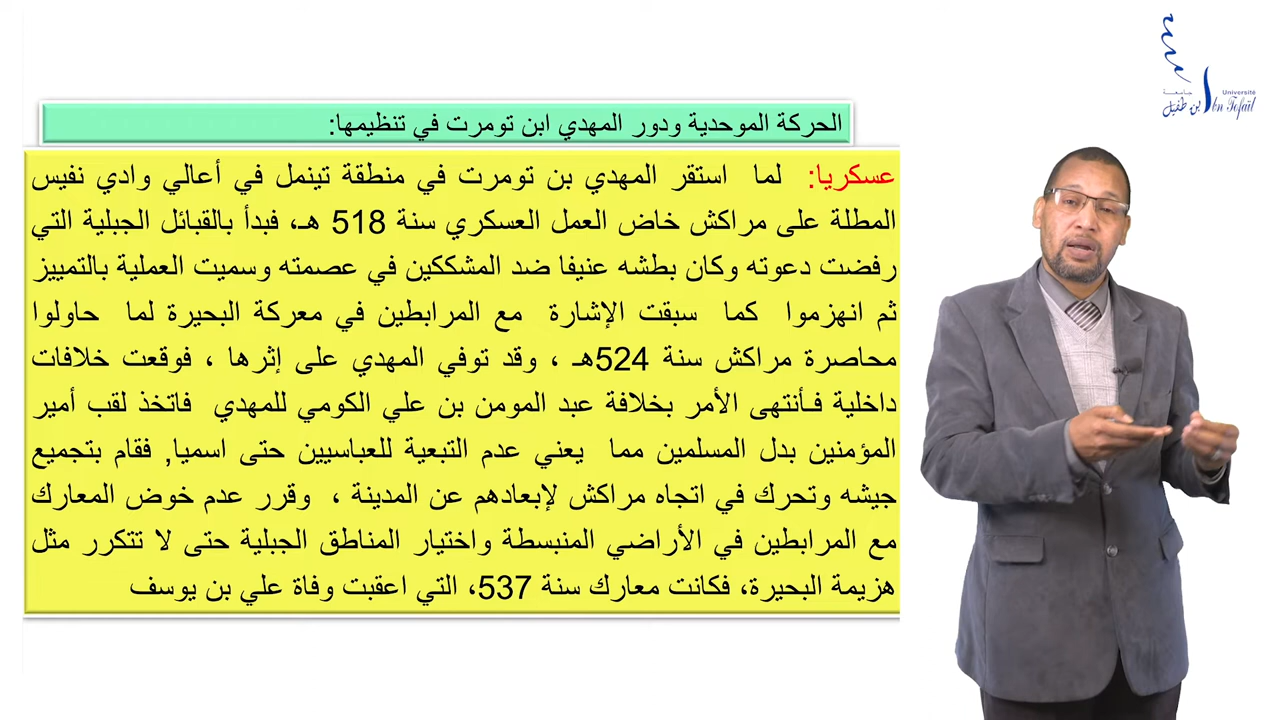 جامعة
Université
ابن طفيل
Ibn Tofaïl
الحركة الموحدية ودور المهدي ابن تومرت في تنظيمها:
عسكريا: لما استقر المهدي بن تومرت في منطقة تينمل في أعالي وادي نفيس
المطلة على مراكش خاض العمل العسكري سنة 518 هـ، فبدأ بالقبائل الجبلية التي
رفضت دعوته وكان بطشه عنيفا ضد المشككين في عصمته وسميت العملية بالتمييز
ثم انهزموا كما سبقت الإشارة مع المرابطين في معركة البحيرة لما حاولوا
محاصرة مراكش سنة 524هـ ، وقد توفي المهدي على إثرها ، فوقعت خلافات
داخلية فـأنتهى الأمر بخلافة عبد المومن بن علي الكومي للمهدي فاتخذ لقب أمير
المؤمنين بدل المسلمين مما يعني عدم التبعية للعباسيين حتى اسميا, فقام بتجميع
جيشه وتحرك في اتجاه مراكش لإبعادهم عن المدينة ، وقرر عدم خوض المعارك
مع المرابطين في الأراضي المنبسطة واختيار المناطق الجبلية حتى لا تتكرر مثل
هزيمة البحيرة، فكانت معارك سنة 537، التي اعقبت وفاة علي بن يوسف